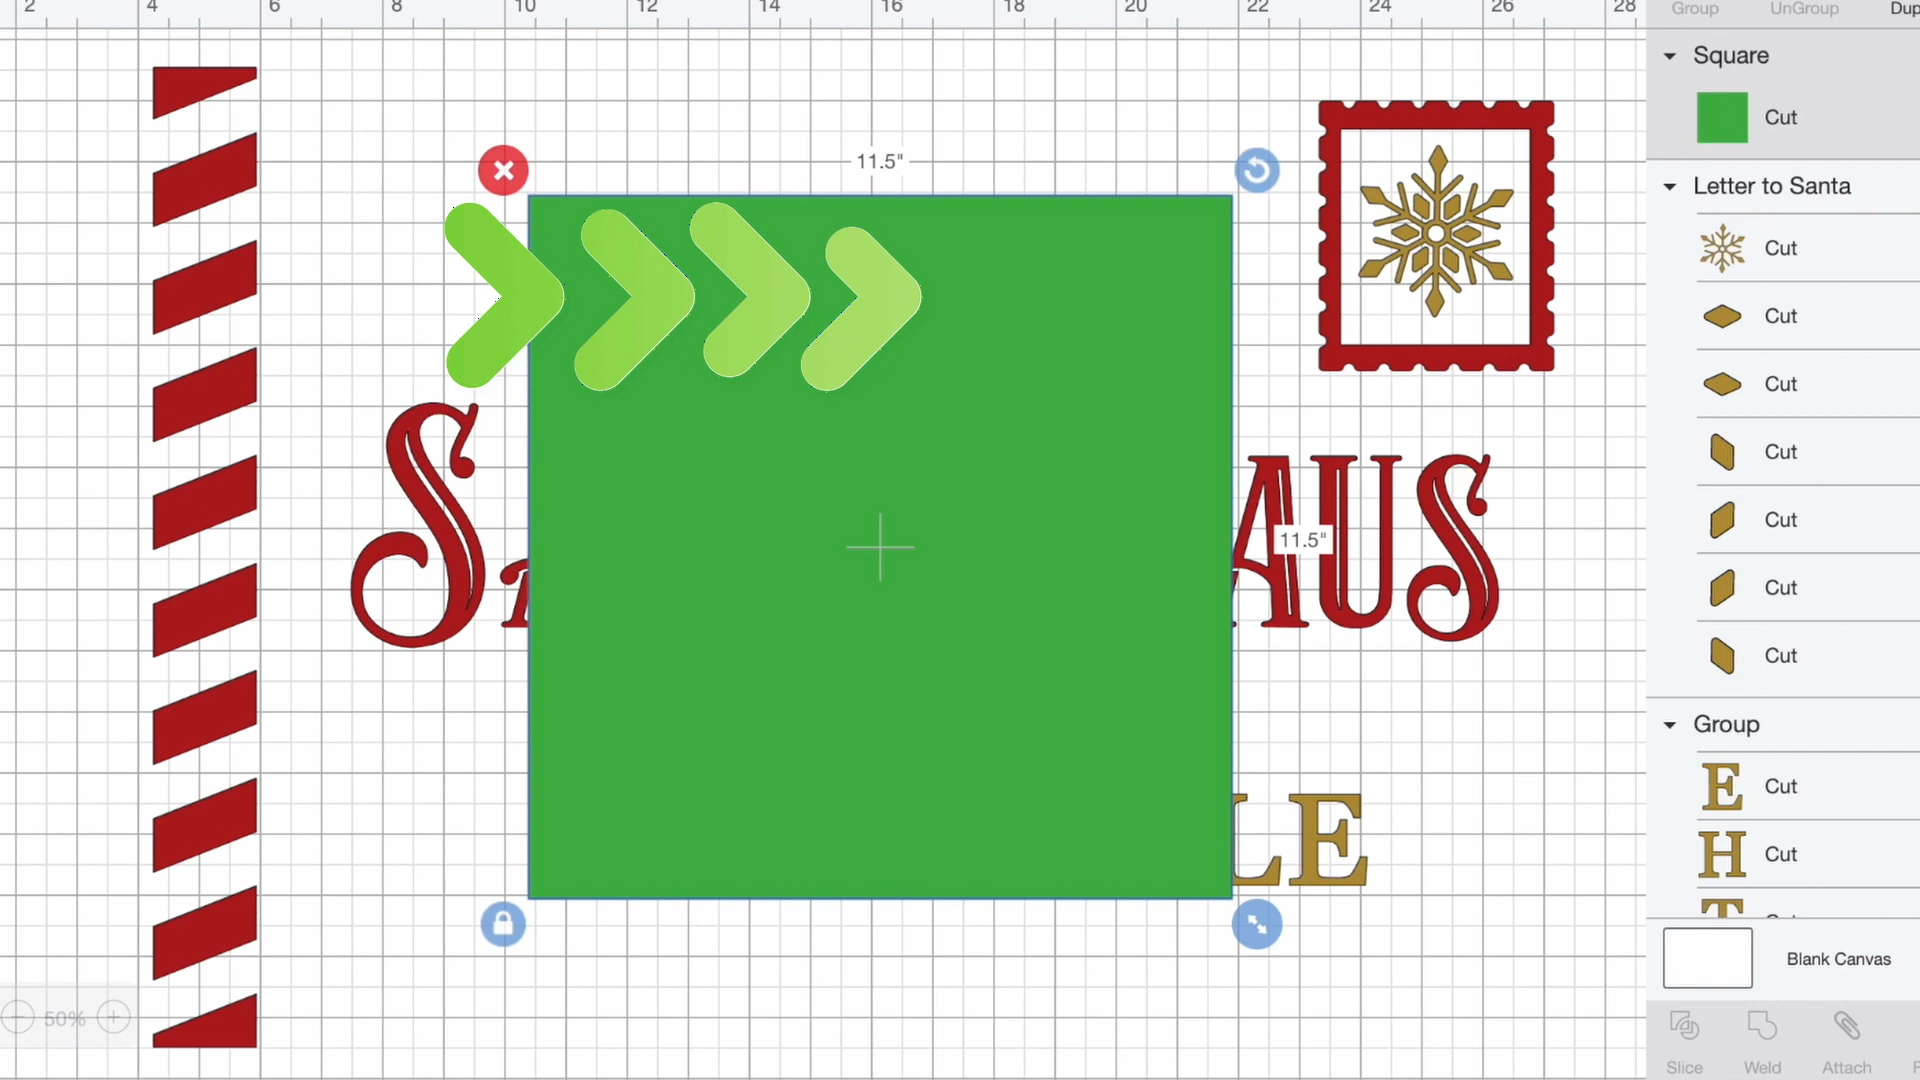 2 4 6 8 10 12 14 16 18 20 22 24 26 28
Group UnGroup Dup
Square
Cut
11.5"
Letter to Santa
Cut
Cut
Cut
Cut
Cut
Cut
Cut
S AUS
11.5"
Group
E Cut
H Cut
T
LE
Blank Canvas
50%
Slice Weld Attach